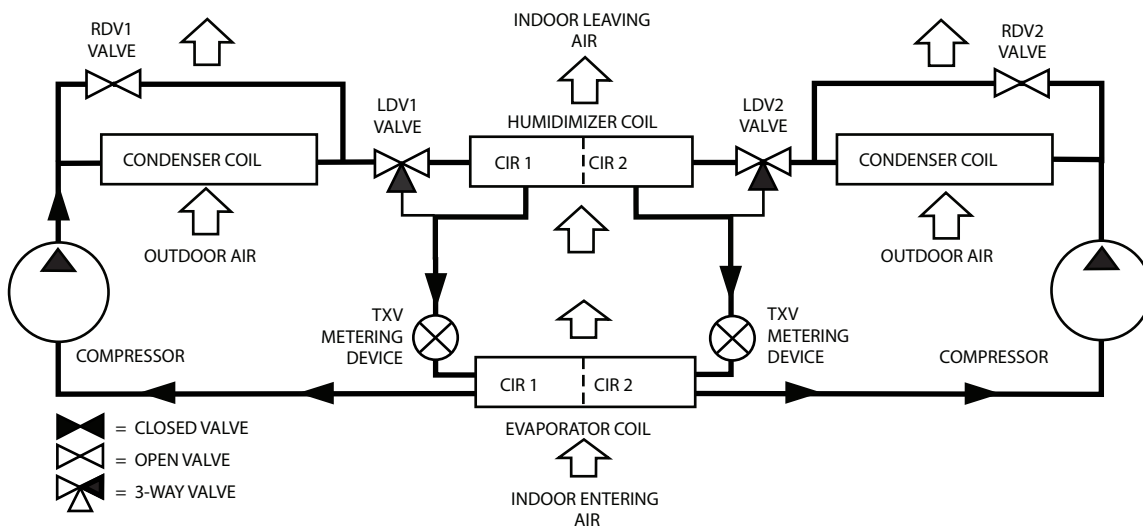 RDV1
VALVE
INDOOR LEAVING
AIR
RDV2
VALVE
LDV1
VALVE
HUMIDIMIZER COIL
LDV2
VALVE
CONDENSER COIL
CIR 1
CIR 2
CONDENSER COIL
OUTDOOR AIR
OUTDOOR AIR
TXV
METERING
DEVICE
TXV
METERING
DEVICE
COMPRESSOR
COMPRESSOR
CIR 1
CIR 2
EVAPORATOR COIL
= CLOSED VALVE
= OPEN VALVE
= 3-WAY VALVE
INDOOR ENTERING
AIR